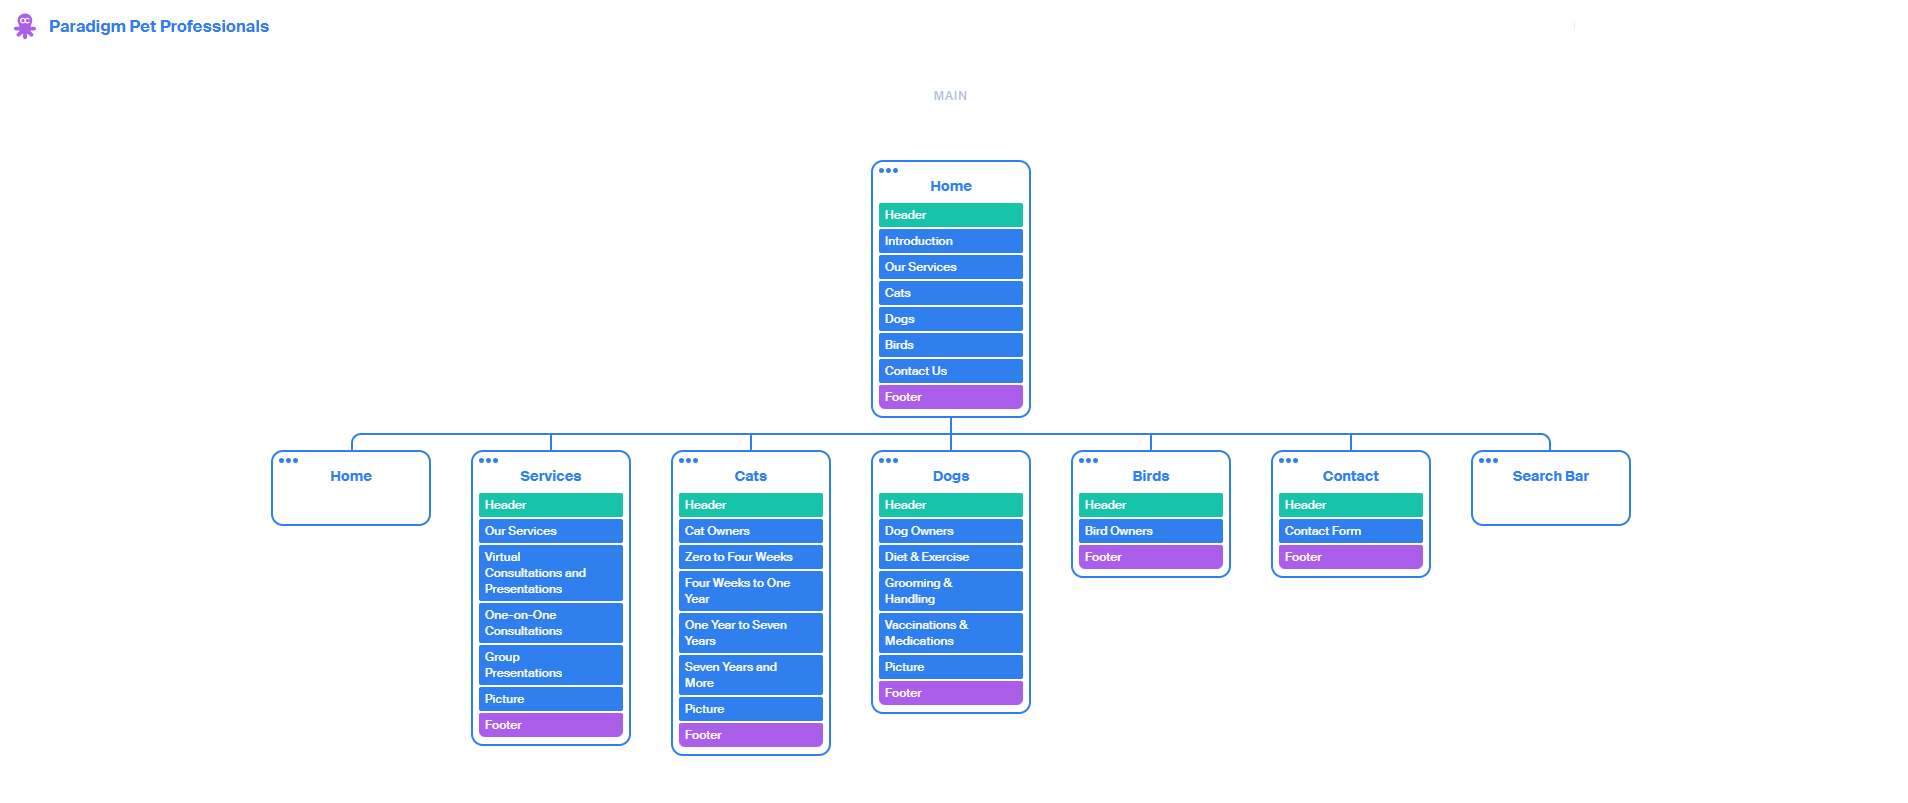 Paradigm Pet Professionals
MAIN
Home
Header
Introduction
Our Services
Cats
Dogs
Birds
Contact Us
Footer
Home
Services
Header
Our Services
Virtual
Consultations and
Presentations
One-on-One
Consultations
Group
Presentations
Picture
Footer
Cats
Header
Cat Owners
Zero to Four Weeks
Four Weeks to One
Year
One Year to Seven
Years
Seven Years and
More
Picture
Footer
Dogs
Header
Dog Owners
Diet & Exercise
Grooming &
Handling
Vaccinations &
Medications
Picture
Footer
Birds
Header
Bird Owners
Footer
Contact
Header
Contact Form
Footer
Search Bar